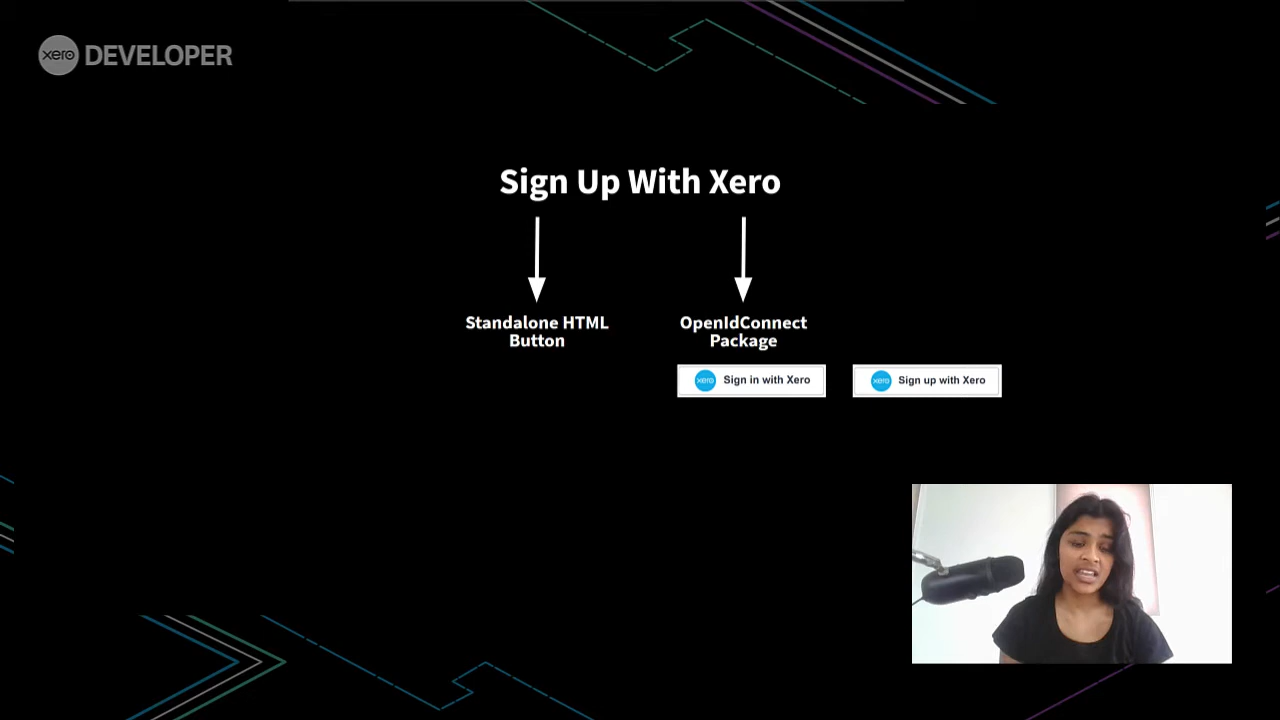 xero DEVELOPER
Sign Up With Xero
Standalone HTML
Button
OpenIdConnect
Package
xero Sign in with Xero
xero Sign up with Xero